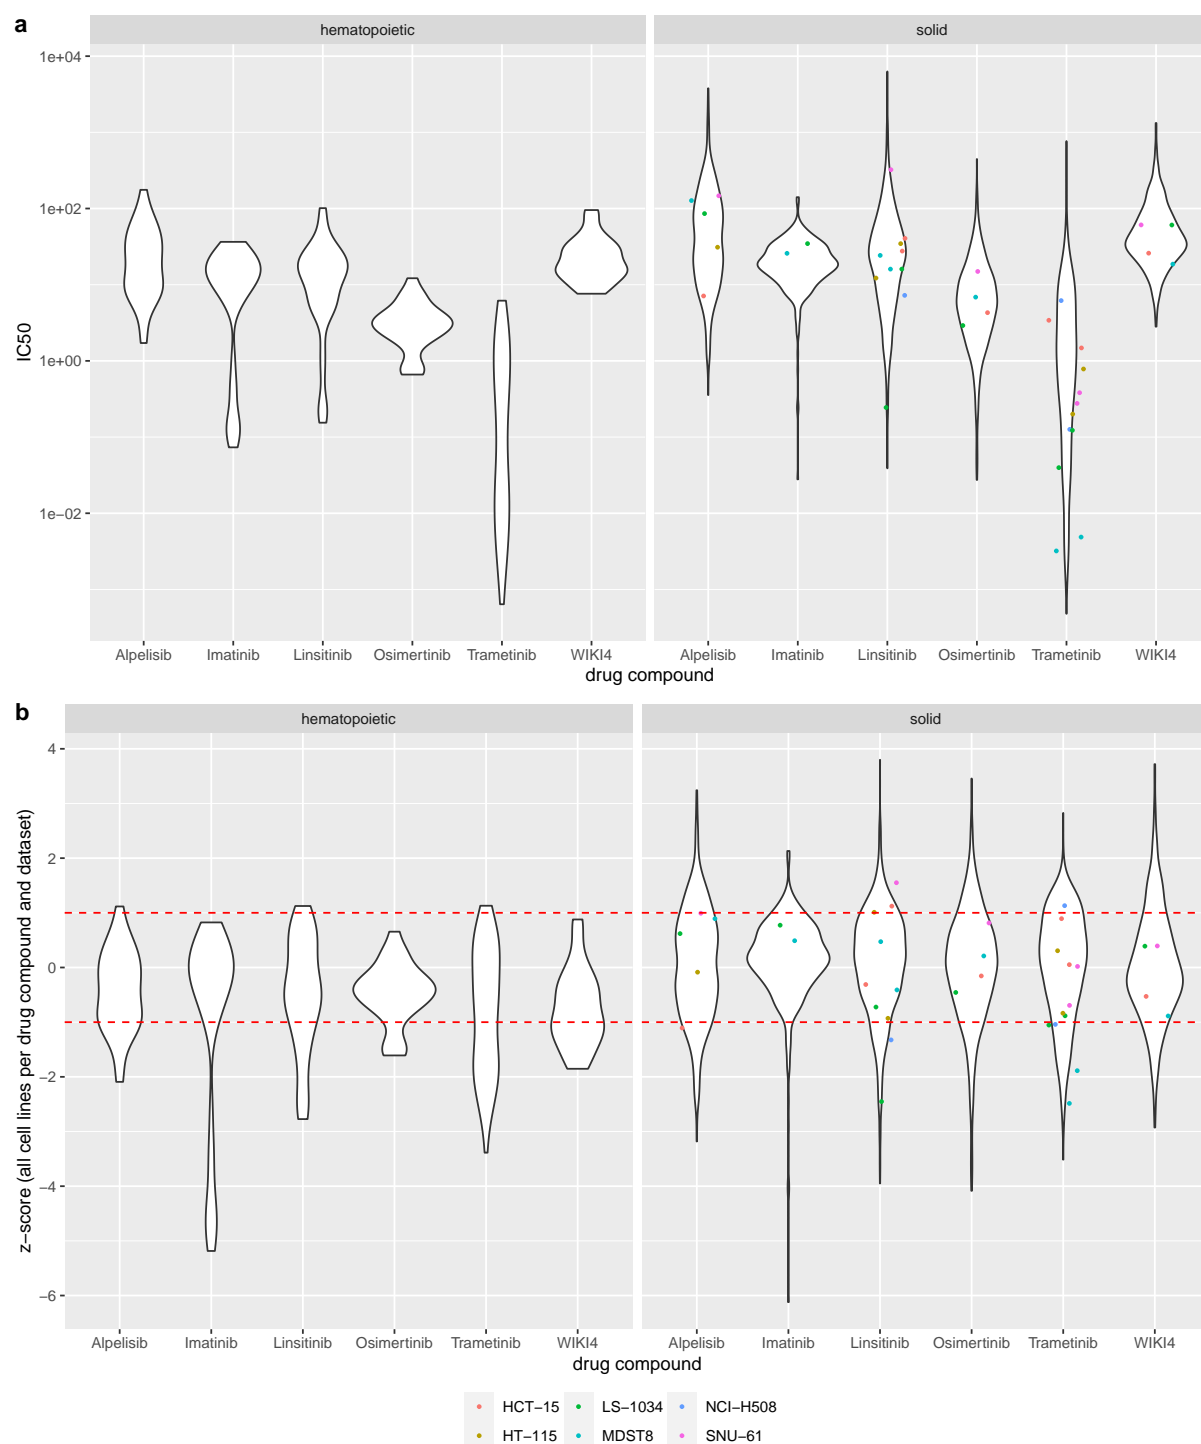 a
hematopoietic
solid
1e+04
1e+02
1e+00
1e−02
IC50
Alpelisib Imatinib Linsitinib Osimertinib Trametinib WIKI4
Alpelisib Imatinib Linsitinib Osimertinib Trametinib WIKI4
drug compound
b
hematopoietic
solid
4
2
0
−2
−4
−6
z−score (all cell lines per drug compound and dataset)
Alpelisib Imatinib Linsitinib Osimertinib Trametinib WIKI4
Alpelisib Imatinib Linsitinib Osimertinib Trametinib WIKI4
drug compound
HCT−15 LS−1034 NCI−H508
HT−115 MDST8 SNU−61